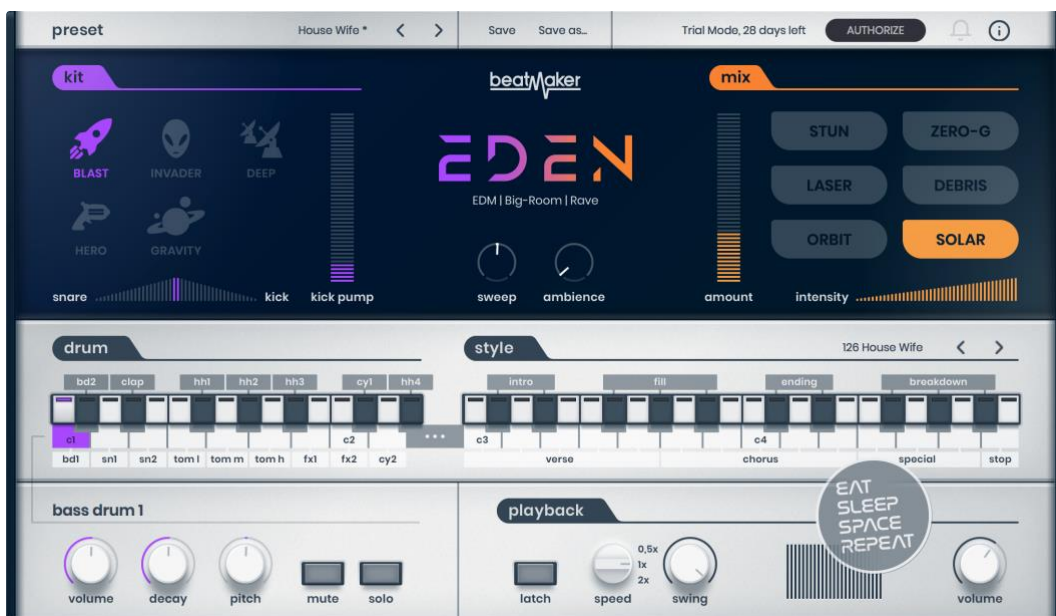 preset
House Wife *
Save
Save as...
Trial Mode, 28 days left
AUTHORIZE
kit
beatMaker
mix
BLAST
INVADER
DEEP
HERO
GRAVITY
snare
kick
kick pump
EDEN
EDM | Big-Room | Rave
sweep
ambience
STUN
ZERO-G
LASER
DEBRIS
ORBIT
SOLAR
amount
intensity
drum
bd2 clap hh1 hh2 hh3 cy1 hh4
c1 c2
bd1 sn1 sn2 tom l tom m tom h fx1 fx2 cy2
style
126 House Wife
intro fill ending breakdown
c3 c4
verse chorus special stop
bass drum 1
volume
decay
pitch
mute
solo
playback
latch
speed
0,5x
1x
2x
swing
EAT
SLEEP
SPACE
REPEAT
volume